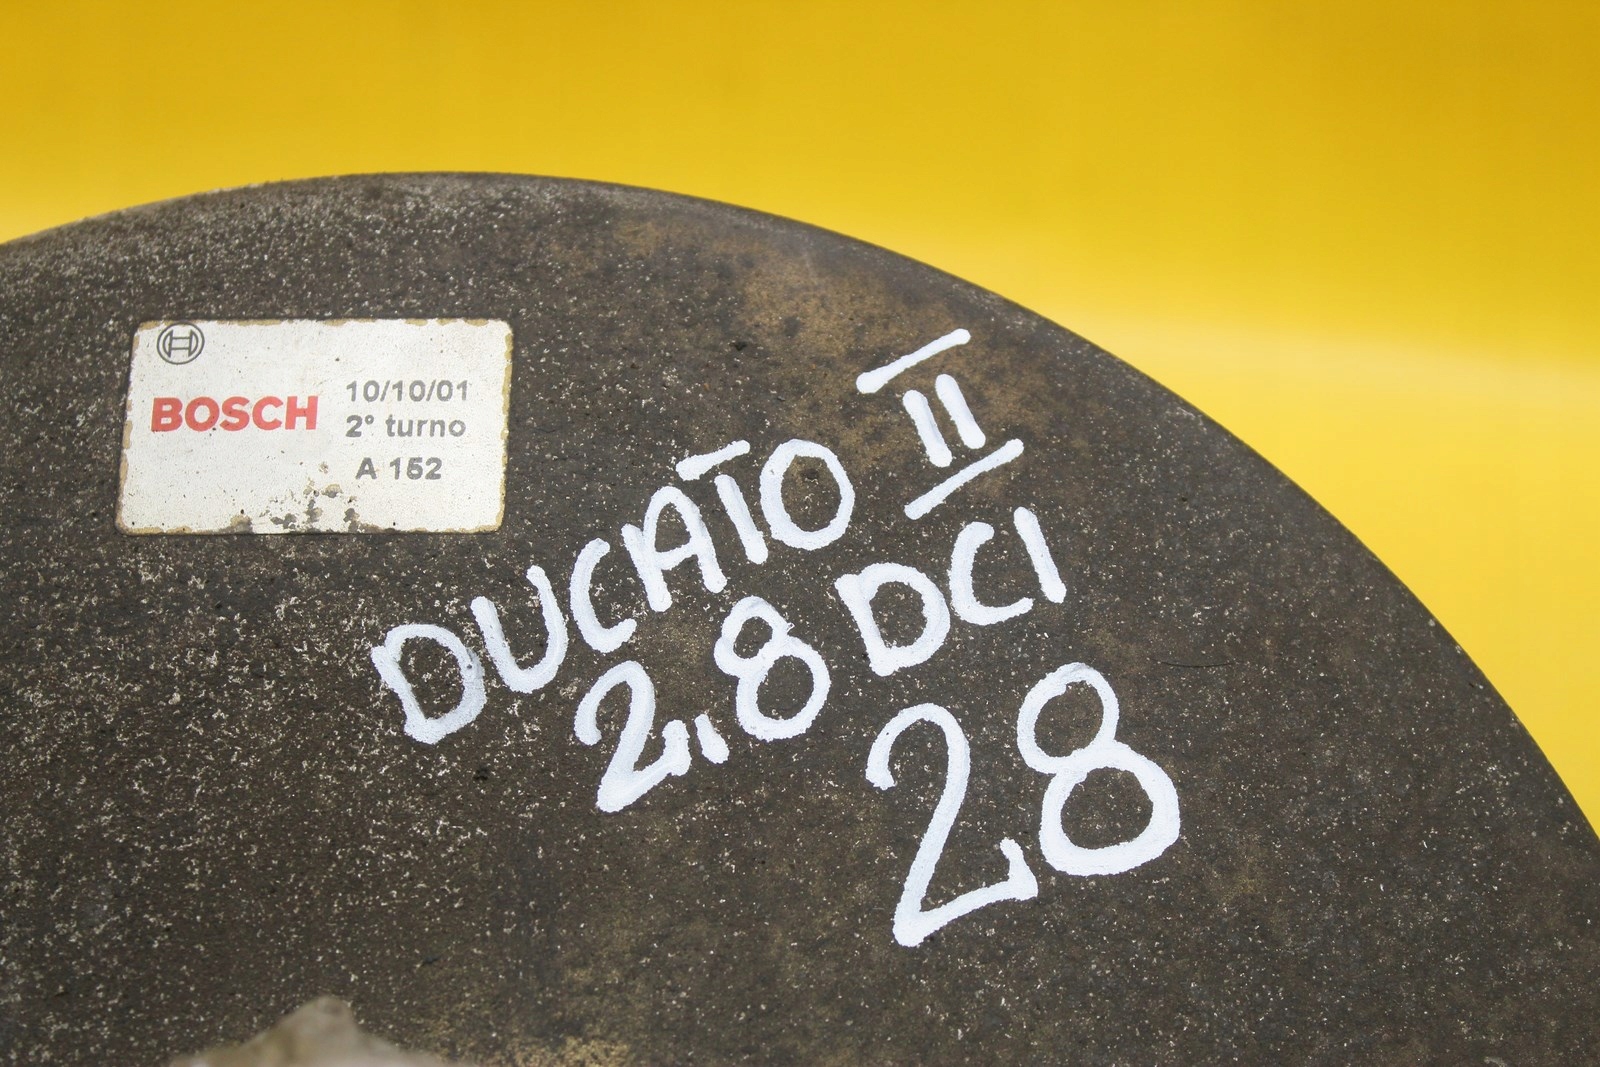 BOSCH
10/10/01
2° turno
A 152
DUCATO II
2,,8 DCI
28